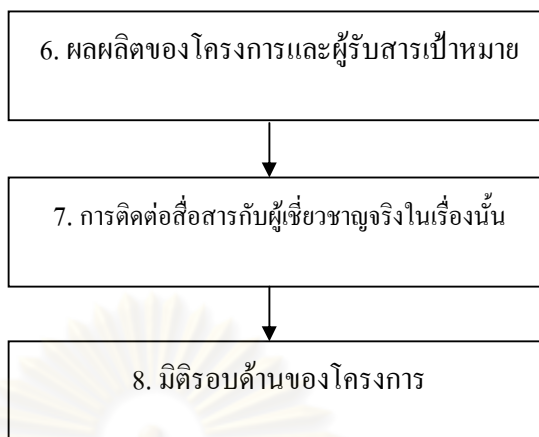 6. ผลผลิตของโครงการและผู้รับสารเป้าหมาย
7. การติดต่อสื่อสารกับผู้เชี่ยวชาญจริงในเรื่องนั้น
8. มิติรอบด้านของโครงการ